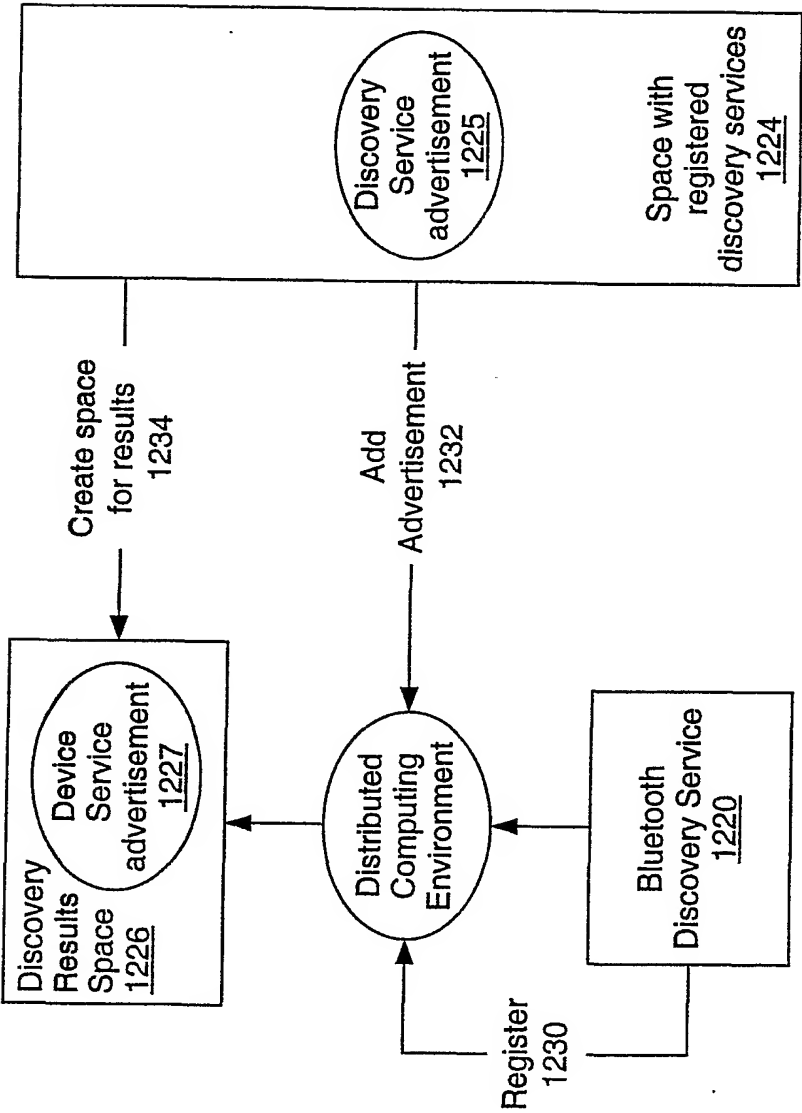 Discovery
Results
Space
1226
Device
Service
advertisement
1227
Create space
for results
1234
Discovery
Service
advertisement
1225
Space with
registered
discovery services
1224
Add
Advertisement
1232
Distributed
Computing
Environment
Register
1230
Bluetooth
Discovery Service
1220